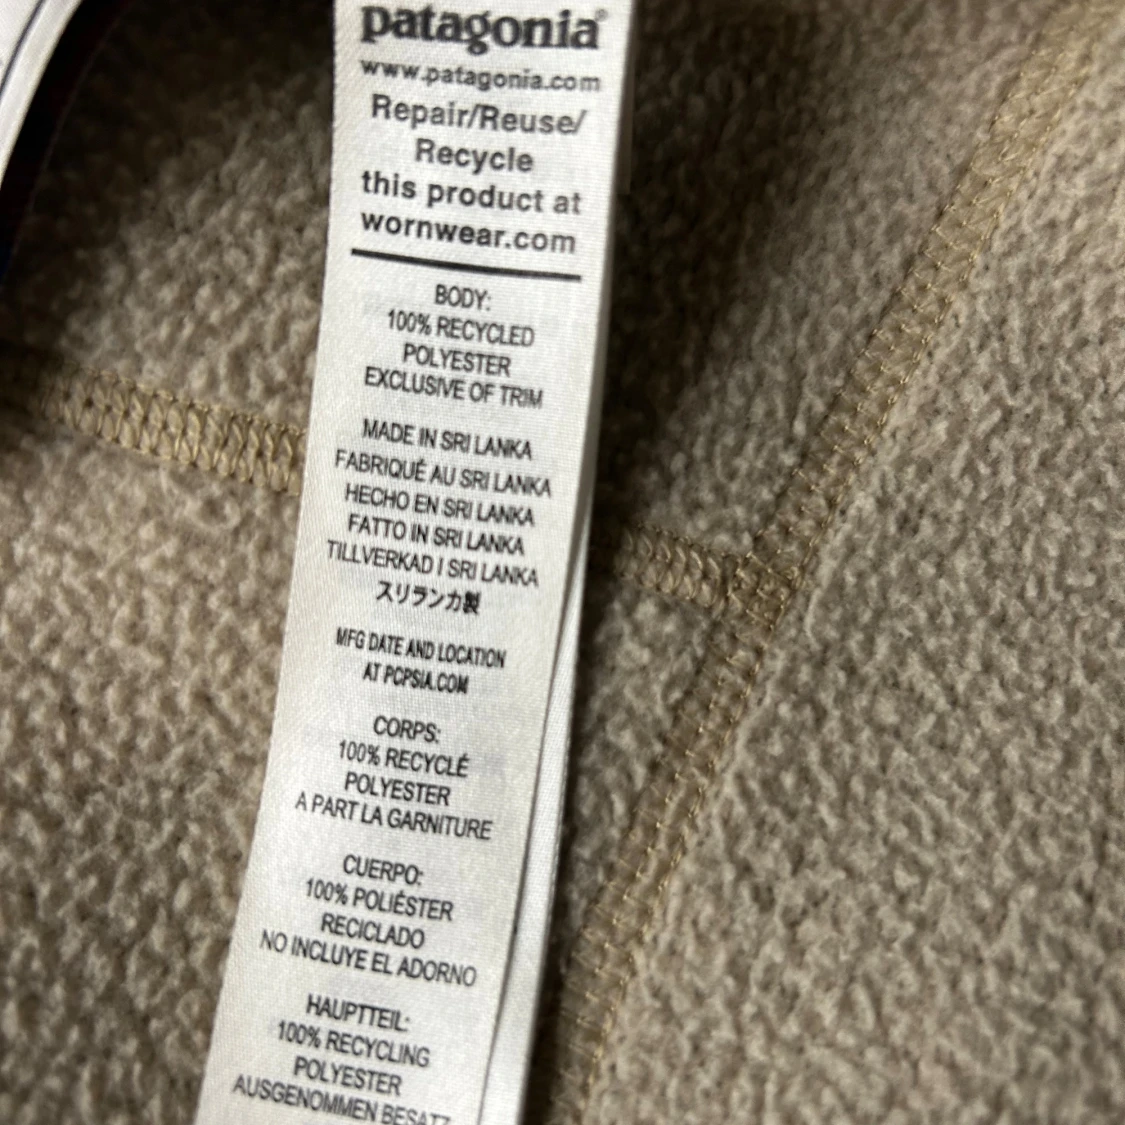 patagonia®
www.patagonia.com
Repair/Reuse/
Recycle
this product at
wornwear.com
BODY:
100% RECYCLED
POLYESTER
EXCLUSIVE OF TRIM
MADE IN SRI LANKA
FABRIQUÉ AU SRI LANKA
HECHO EN SRI LANKA
FATTO IN SRI LANKA
TILLVERKAD I SRI LANKA
スリランカ製
MFG DATE AND LOCATION
AT PCPSIA.COM
CORPS:
100% RECYCLÉ
POLYESTER
A PART LA GARNITURE
CUERPO:
100% POLIÉSTER
RECICLADO
NO INCLUYE EL ADORNO
HAUPTTEIL:
100% RECYCLING
POLYESTER
AUSGENOMMEN BESATZ